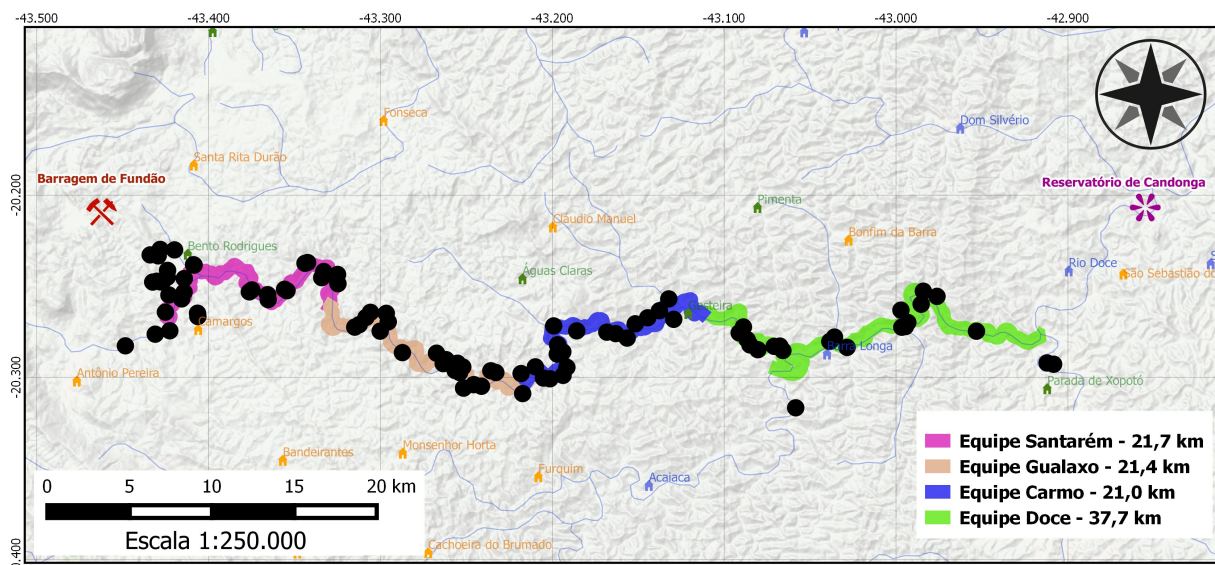 -43.500 -43.400 -43.300 -43.200 -43.100 -43.000 -42.900
Fonseca
Dom Silvério
Santa Rita Durão
Barragem de Fundão
Reservatório de Candonga
-20.200
Pimenta
Cláudio Manuel
Bonfim da Barra
Bento Rodrigues
Águas Claras
Rio Doce
São Sebastião do
Gesteira
Camargos
Barra Longa
-20.300
Antônio Pereira
Parada de Xopotó
Bandeirantes
Monsenhor Horta
Furquim
Acaiaca
Equipe Santarém - 21,7 km
Equipe Gualaxo - 21,4 km
Equipe Carmo - 21,0 km
Equipe Doce - 37,7 km
0 5 10 15 20 km
Escala 1:250.000
Cachoeira do Brumado